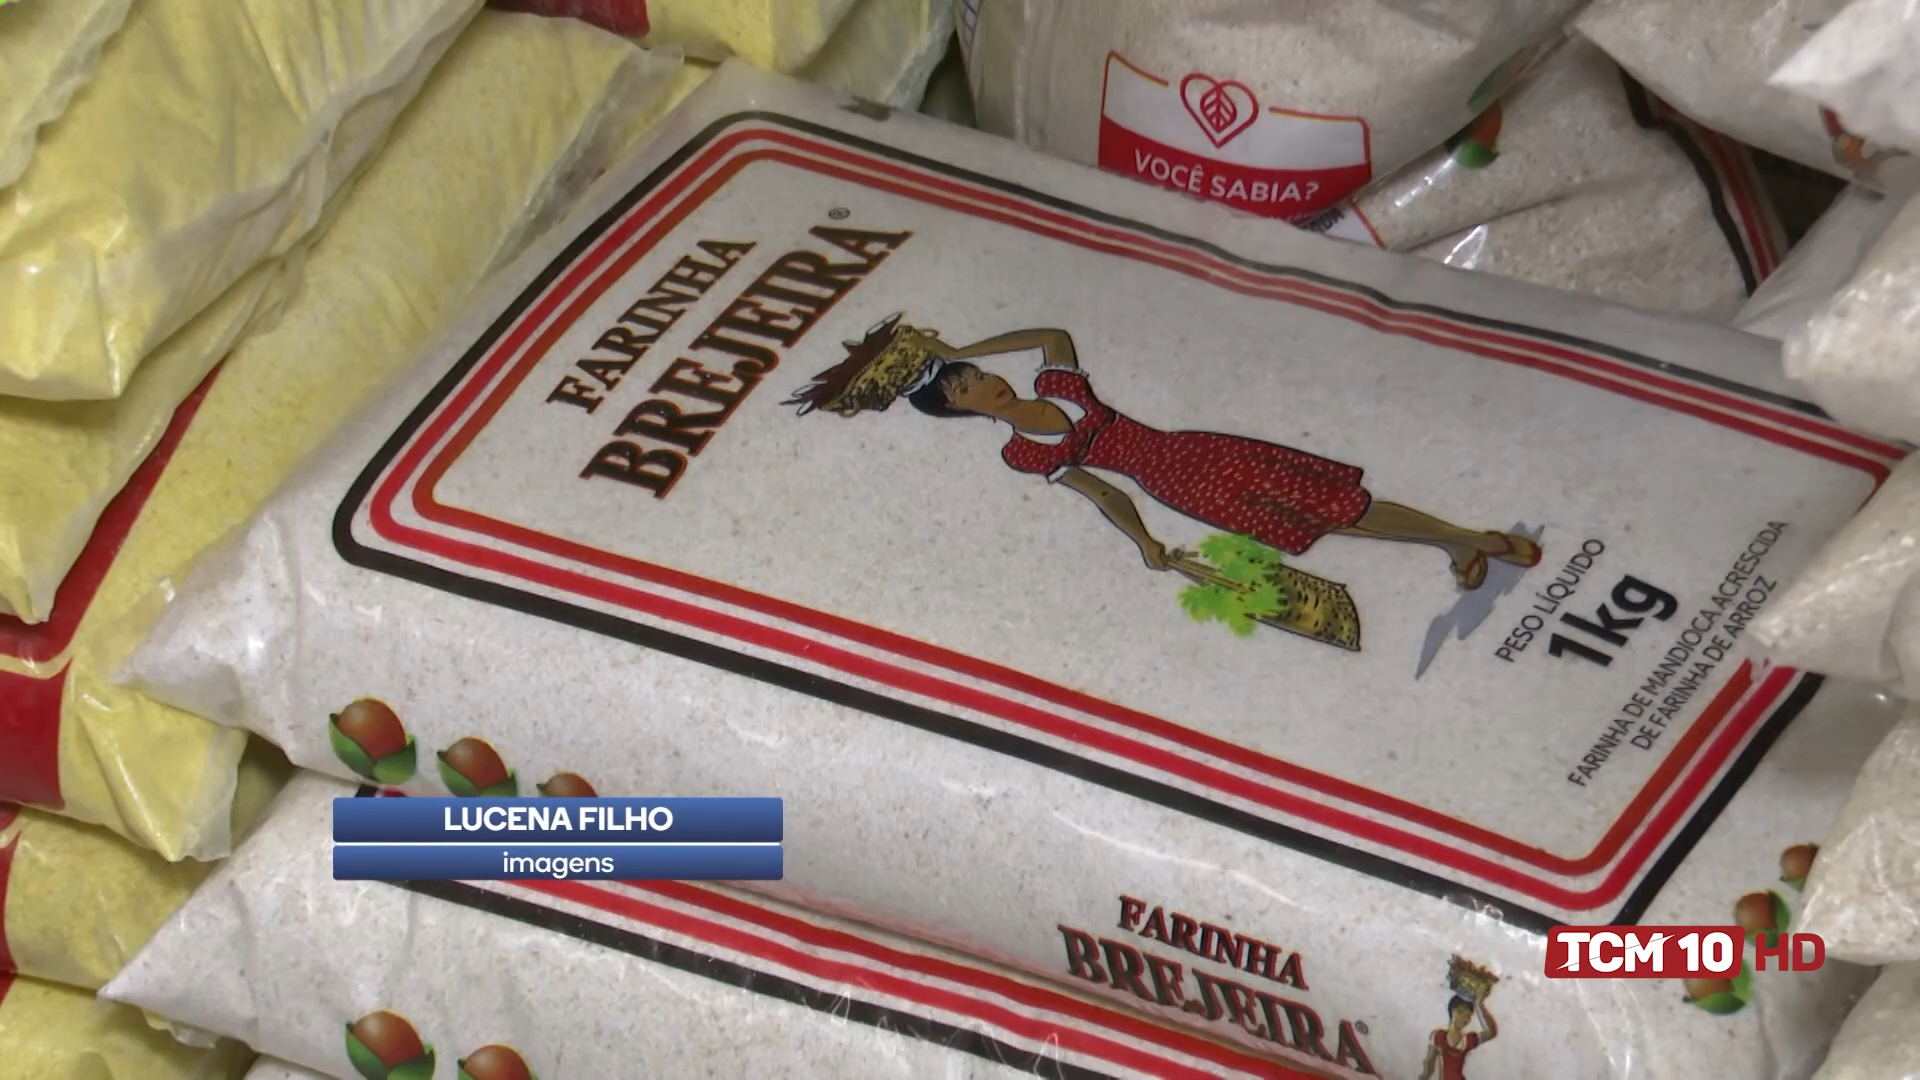 VOCÊ SABIA?
FARINHA
BREJEIRA®
PESO LÍQUIDO
1kg
FARINHA DE MANDIOCA ACRESCIDA
DE FARINHA DE ARROZ
LUCENA FILHO
imagens
FARINHA
BREJEIRA®
TCM 10 HD